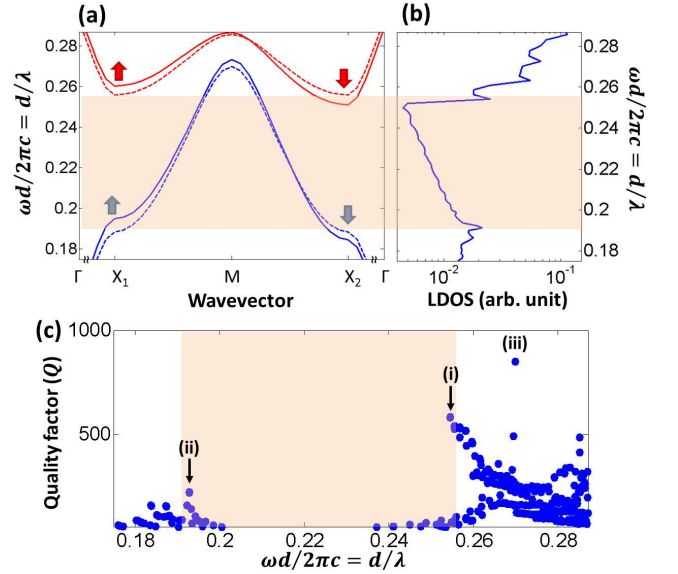 (a)
(b)
0.28
0.26
0.24
0.22
0.2
0.18
ωd/2πc = d/λ
Γ
X1
M
X2
Γ
Wavevector
0.28
0.26
0.24
0.22
0.2
0.18
ωd/2πc = d/λ
10-2
10-1
LDOS (arb. unit)
(c)
1000
500
Quality factor (Q)
(ii)
(i)
(iii)
0.18
0.2
0.22
0.24
0.26
0.28
ωd/2πc = d/λ